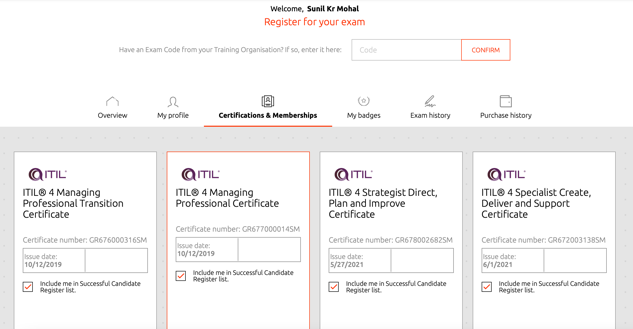 Welcome, Sunil Kr Mohal
Register for your exam
Have an Exam Code from your Training Organisation? If so, enter it here:
Code
CONFIRM
Overview
My profile
Certifications & Memberships
My badges
Exam history
Purchase history
ITIL®
ITIL® 4 Managing
Professional Transition
Certificate
Certificate number: GR676000316SM
Issue date:
10/12/2019
Include me in Successful Candidate
Register list.
ITIL®
ITIL® 4 Managing
Professional Certificate
Certificate number: GR677000014SM
Issue date:
10/12/2019
Include me in Successful Candidate
Register list.
ITIL®
ITIL® 4 Strategist Direct,
Plan and Improve
Certificate
Certificate number: GR678002682SM
Issue date:
5/27/2021
Include me in Successful Candidate
Register list.
ITIL®
ITIL® 4 Specialist Create,
Deliver and Support
Certificate
Certificate number: GR672003138SM
Issue date:
6/1/2021
Include me in Successful Candidate
Register list.